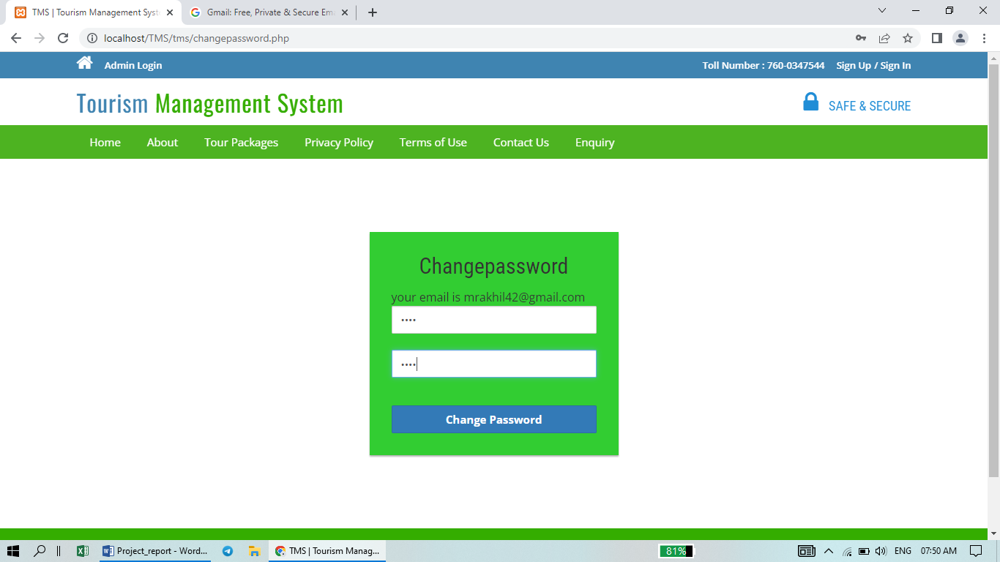 TMS | Tourism Management Syst
Gmail: Free, Private & Secure Ema
localhost/TMS/tms/changepassword.php
Admin Login
Toll Number : 760-0347544 Sign Up / Sign In
Tourism Management System
SAFE & SECURE
Home About Tour Packages Privacy Policy Terms of Use Contact Us Enquiry
Changepassword
your email is mrakhil42@gmail.com
••••
••••
Change Password
Project_report - Word...
TMS | Tourism Manag...
81%
ENG
07:50 AM